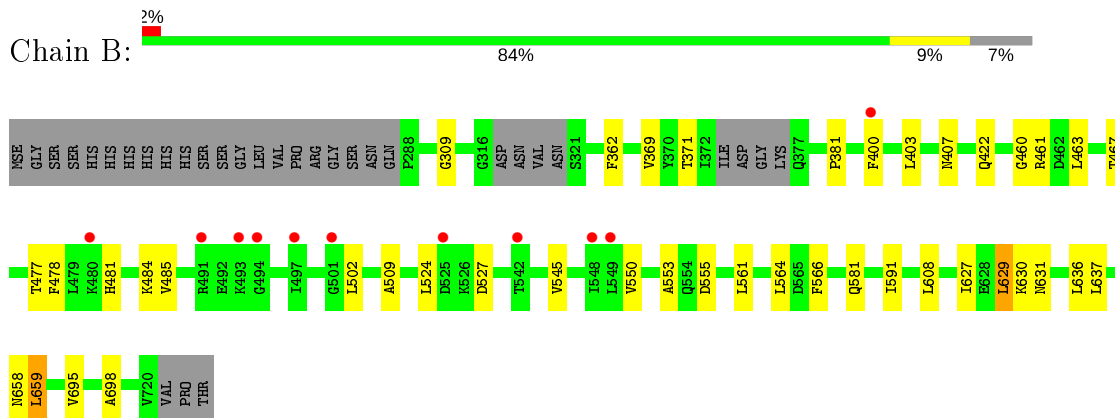 2%
Chain B:
84% 9% 7%
MSE GLY SER SER HIS HIS HIS HIS HIS HIS SER SER GLY LEU VAL PRO ARG GLY SER ASN GLN P288 G309 G316 ASP ASN VAL ASN S321 F362 V369 Y370 T371 I372 ILE ASP GLY LYS Q377 P381 F400 L403 N407 Q422 G460 R461 D462 L463 T467
T477 F478 L479 K480 H481 K484 V485 R491 E492 K493 G494 I497 G501 L502 A509 L524 D525 K526 D527 T542 V545 I548 L549 V550 A553 Q554 D555 L561 L564 D565 F566 Q581 I591 L608 I627 E628 L629 K630 N631 L636 L637
N658 L659 V695 A698 V720 VAL PRO THR